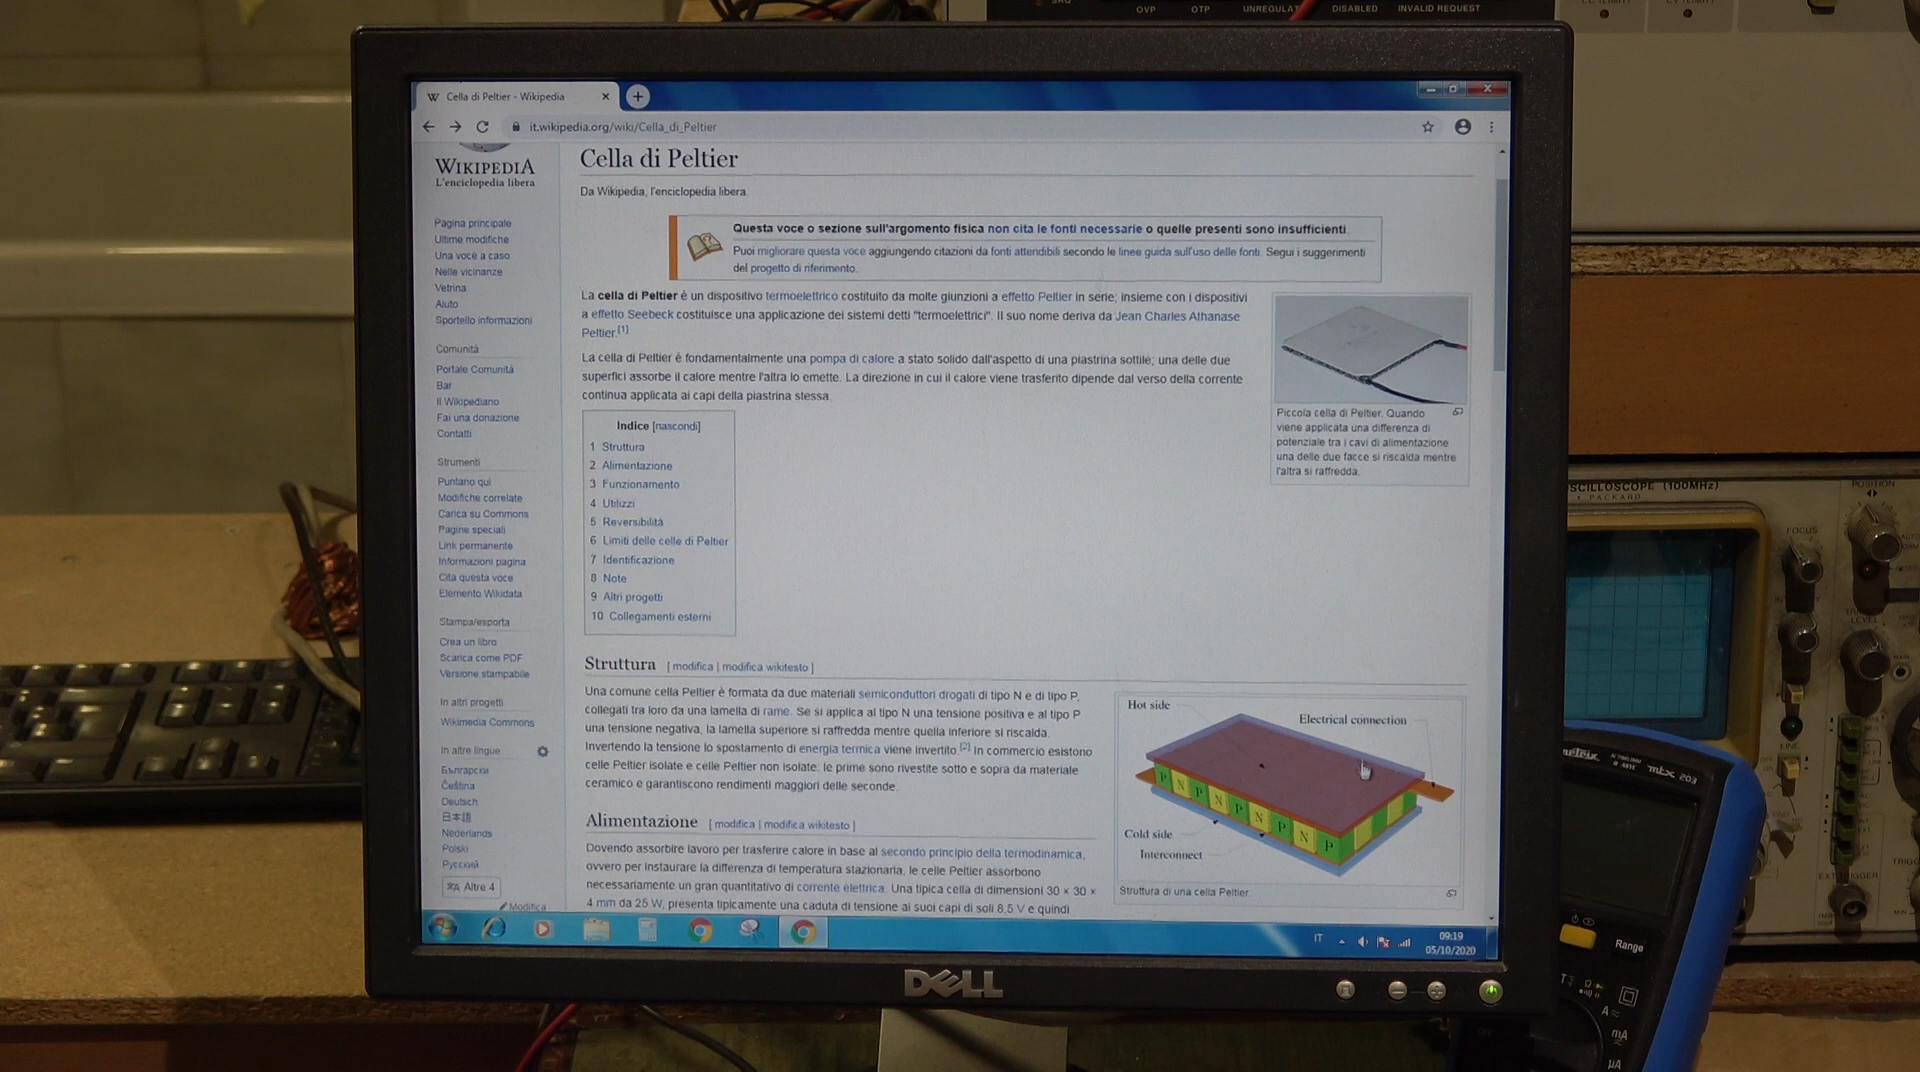 OVP OTP UNREGULAT DISABLED INVALID REQUEST
Cella di Peltier - Wikipedia
it.wikipedia.org/wiki/Cella_di_Peltier
WIKIPEDIA
L'enciclopedia libera
Pagina principale
Ultime modifiche
Una voce a caso
Nelle vicinanze
Vetrina
Aiuto
Sportello informazioni
Comunità
Portale Comunità
Bar
Il Wikipediano
Fai una donazione
Contatti
Strumenti
Puntano qui
Modifiche correlate
Carica su Commons
Pagine speciali
Link permanente
Informazioni pagina
Cita questa voce
Elemento Wikidata
Stampa/esporta
Crea un libro
Scarica come PDF
Versione stampabile
In altri progetti
Wikimedia Commons
In altre lingue
Български
Čeština
Deutsch
日本語
Nederlands
Polski
Русский
Altre 4
Modifica
Cella di Peltier
Da Wikipedia, l'enciclopedia libera.
Questa voce o sezione sull'argomento fisica non cita le fonti necessarie o quelle presenti sono insufficienti.
Puoi migliorare questa voce aggiungendo citazioni da fonti attendibili secondo le linee guida sull'uso delle fonti. Segui i suggerimenti
del progetto di riferimento.
La cella di Peltier è un dispositivo termoelettrico costituito da molte giunzioni a effetto Peltier in serie; insieme con i dispositivi
a effetto Seebeck costituisce una applicazione dei sistemi detti "termoelettrici". Il suo nome deriva da Jean Charles Athanase
Peltier.[1]
La cella di Peltier è fondamentalmente una pompa di calore a stato solido dall'aspetto di una piastrina sottile; una delle due
superfici assorbe il calore mentre l'altra lo emette. La direzione in cui il calore viene trasferito dipende dal verso della corrente
continua applicata ai capi della piastrina stessa.
Piccola cella di Peltier. Quando
viene applicata una differenza di
potenziale tra i cavi di alimentazione
una delle due facce si riscalda mentre
l'altra si raffredda.
Indice [nascondi]
1 Struttura
2 Alimentazione
3 Funzionamento
4 Utilizzi
5 Reversibilità
6 Limiti delle celle di Peltier
7 Identificazione
8 Note
9 Altri progetti
10 Collegamenti esterni
Struttura [ modifica | modifica wikitesto ]
Una comune cella Peltier è formata da due materiali semiconduttori drogati di tipo N e di tipo P,
collegati tra loro da una lamella di rame. Se si applica al tipo N una tensione positiva e al tipo P
una tensione negativa, la lamella superiore si raffredda mentre quella inferiore si riscalda.
Invertendo la tensione lo spostamento di energia termica viene invertito.[2] In commercio esistono
celle Peltier isolate e celle Peltier non isolate: le prime sono rivestite sotto e sopra da materiale
ceramico e garantiscono rendimenti maggiori delle seconde.
Hot side
Electrical connection
P N P N P N P N P
Cold side
Interconnect
Struttura di una cella Peltier.
Alimentazione [ modifica | modifica wikitesto ]
Dovendo assorbire lavoro per trasferire calore in base al secondo principio della termodinamica,
ovvero per instaurare la differenza di temperatura stazionaria, le celle Peltier assorbono
necessariamente un gran quantitativo di corrente elettrica. Una tipica cella di dimensioni 30 × 30 ×
4 mm da 25 W, presenta tipicamente una caduta di tensione ai suoi capi di soli 8,5 V e quindi
IT
09:19
05/10/2020
DELL
SCILLOSCOPE (100MHz)
PACKARD
POSITION
FOCUS
LEVEL
LINE
TRIG
EXT TRIGGER
mtx 203
Range
A
mA
µA